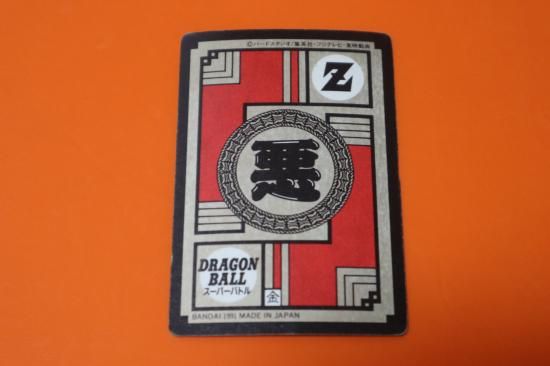 ©バードスタジオ/集英社・フジテレビ・東映動画
Z
悪
DRAGON
BALL
スーパーバトル
金
BANDAI 1991 MADE IN JAPAN